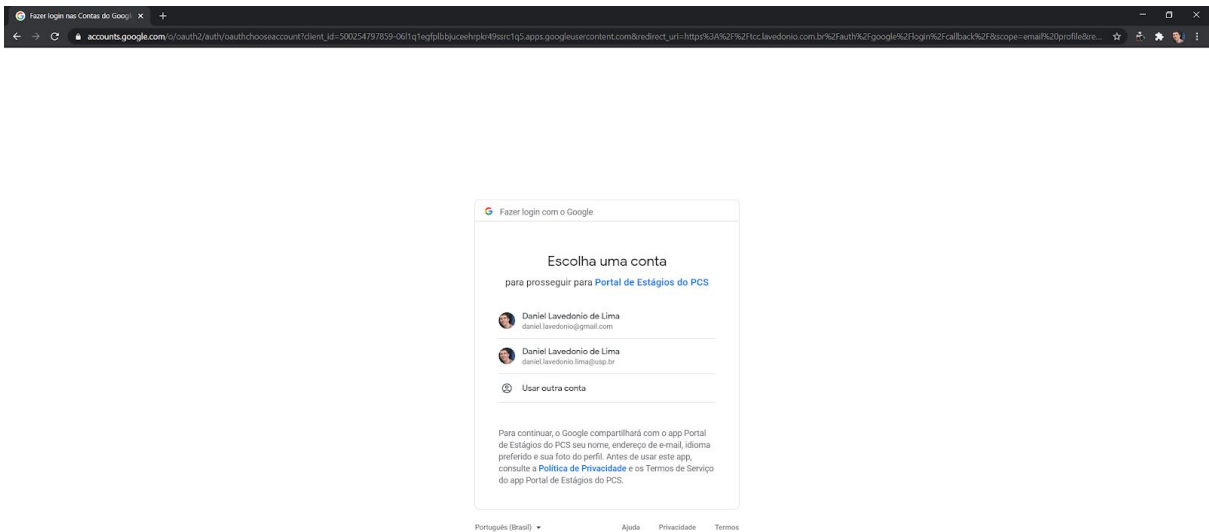 Fazer login nas Contas do Googl
accounts.google.com/o/oauth2/auth/oauthchooseaccount?client_id=500254797859-06l1q1egfplbbjuceehrpkr49ssrc1q5.apps.googleusercontent.com&redirect_uri=https%3A%2F%2Ftcc.lavedonio.com.br%2Fauth%2Fgoogle%2Flogin%2Fcallback%2F&scope=email%20profile&re...
Fazer login com o Google
Escolha uma conta
para prosseguir para Portal de Estágios do PCS
Daniel Lavedonio de Lima
daniel.lavedonio@gmail.com
Daniel Lavedonio de Lima
daniel.lavedonio.lima@usp.br
Usar outra conta
Para continuar, o Google compartilhará com o app Portal
de Estágios do PCS seu nome, endereço de e-mail, idioma
preferido e sua foto do perfil. Antes de usar este app,
consulte a Política de Privacidade e os Termos de Serviço
do app Portal de Estágios do PCS.
Português (Brasil) Ajuda Privacidade Termos